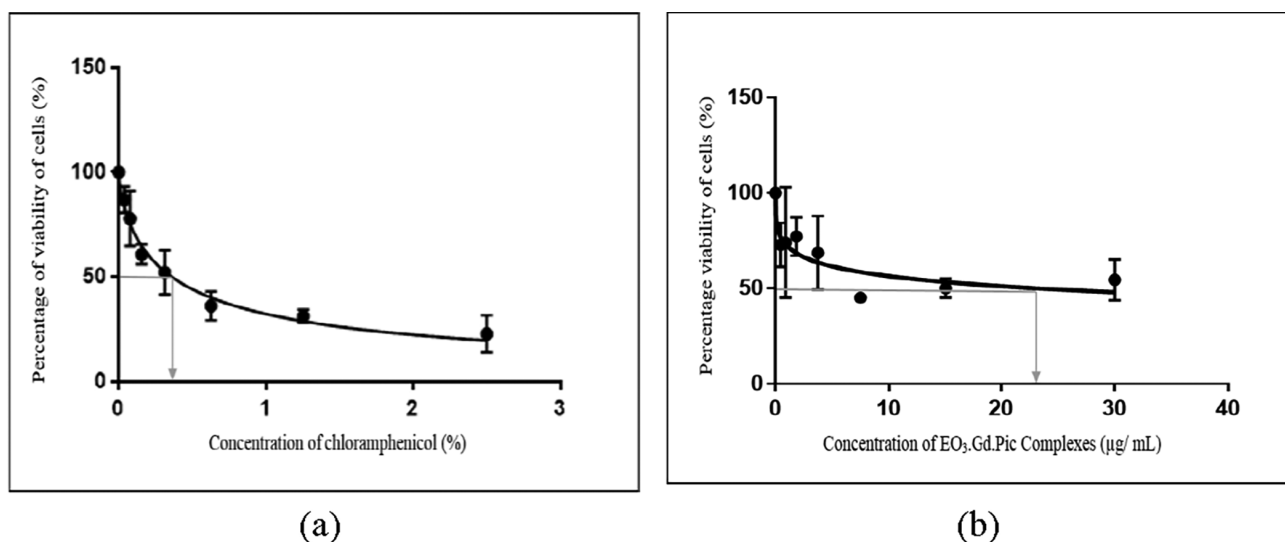 Percentage of viability of cells (%)
150
100
50
0
0 1 2 3
Concentration of chloramphenicol (%)
(a)
Percentage viability of cells (%)
150
100
50
0
0 10 20 30 40
Concentration of EO₃.Gd.Pic Complexes (µg/ mL)
(b)